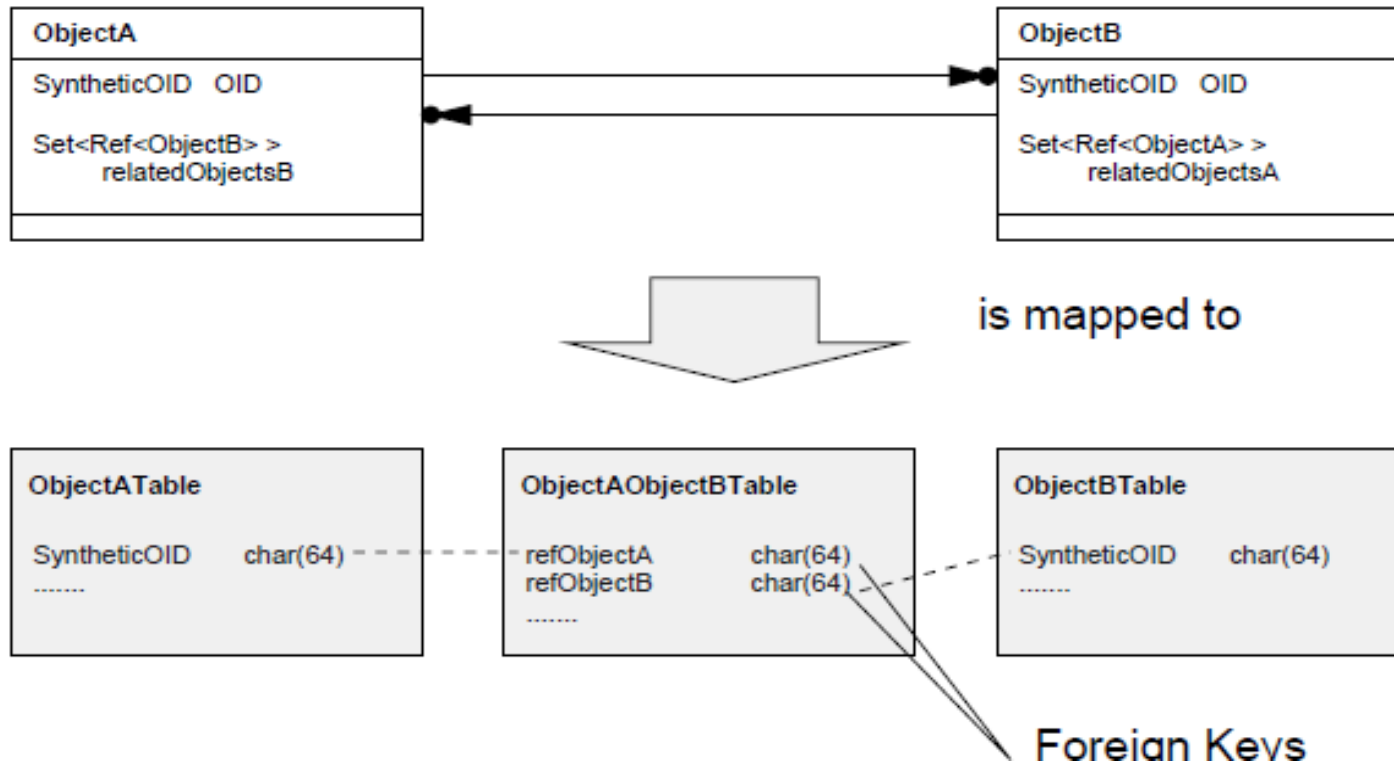 ObjectA
SyntheticOID OID
Set<Ref<ObjectB> >
relatedObjectsB
ObjectB
SyntheticOID OID
Set<Ref<ObjectA> >
relatedObjectsA
is mapped to
ObjectATable
SyntheticOID char(64)
.......
ObjectAObjectBTable
refObjectA char(64)
refObjectB char(64)
.......
ObjectBTable
SyntheticOID char(64)
.......
Foreign Keys